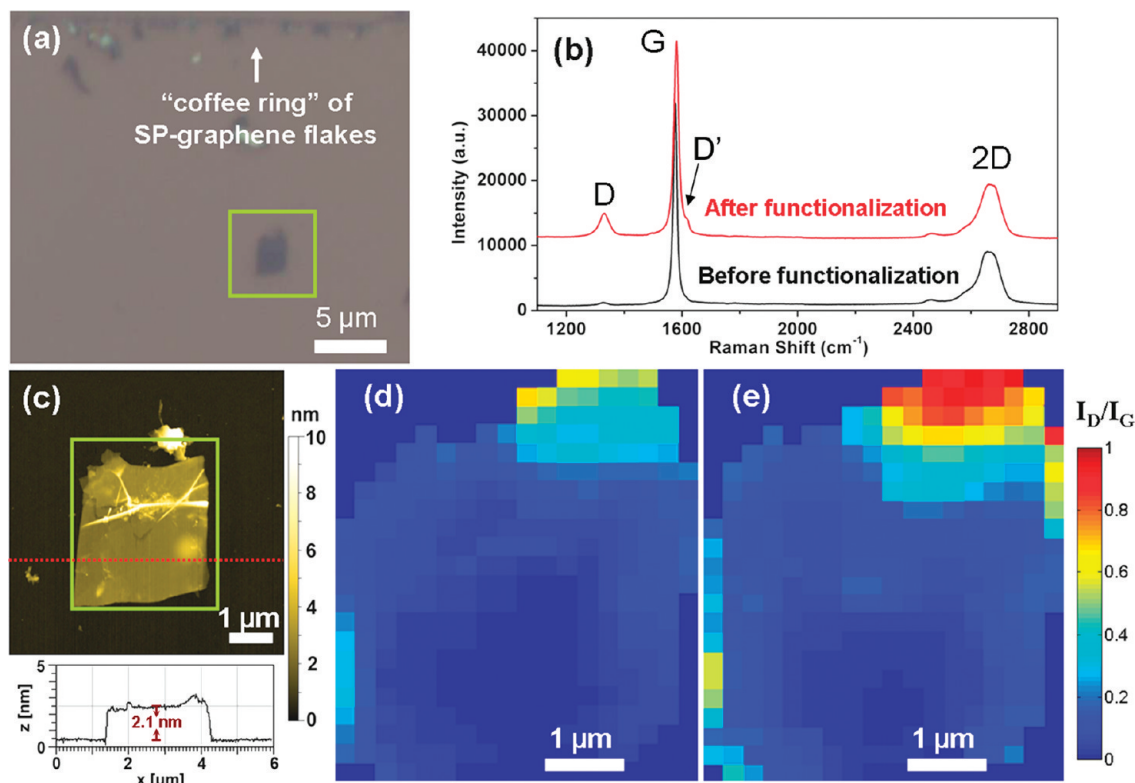 (a)
“coffee ring” of
SP-graphene flakes
5 μm
(b)
40000
30000
20000
10000
0
Intensity (a.u.)
G
D'
D
2D
After functionalization
Before functionalization
1200 1600 2000 2400 2800
Raman Shift (cm-1)
(c)
nm
10
8
6
4
2
0
1 μm
5
0
z [nm]
2.1 nm
0 2 4 6
x [μm]
(d)
1 μm
(e)
1 μm
ID/IG
1
0.8
0.6
0.4
0.2
0